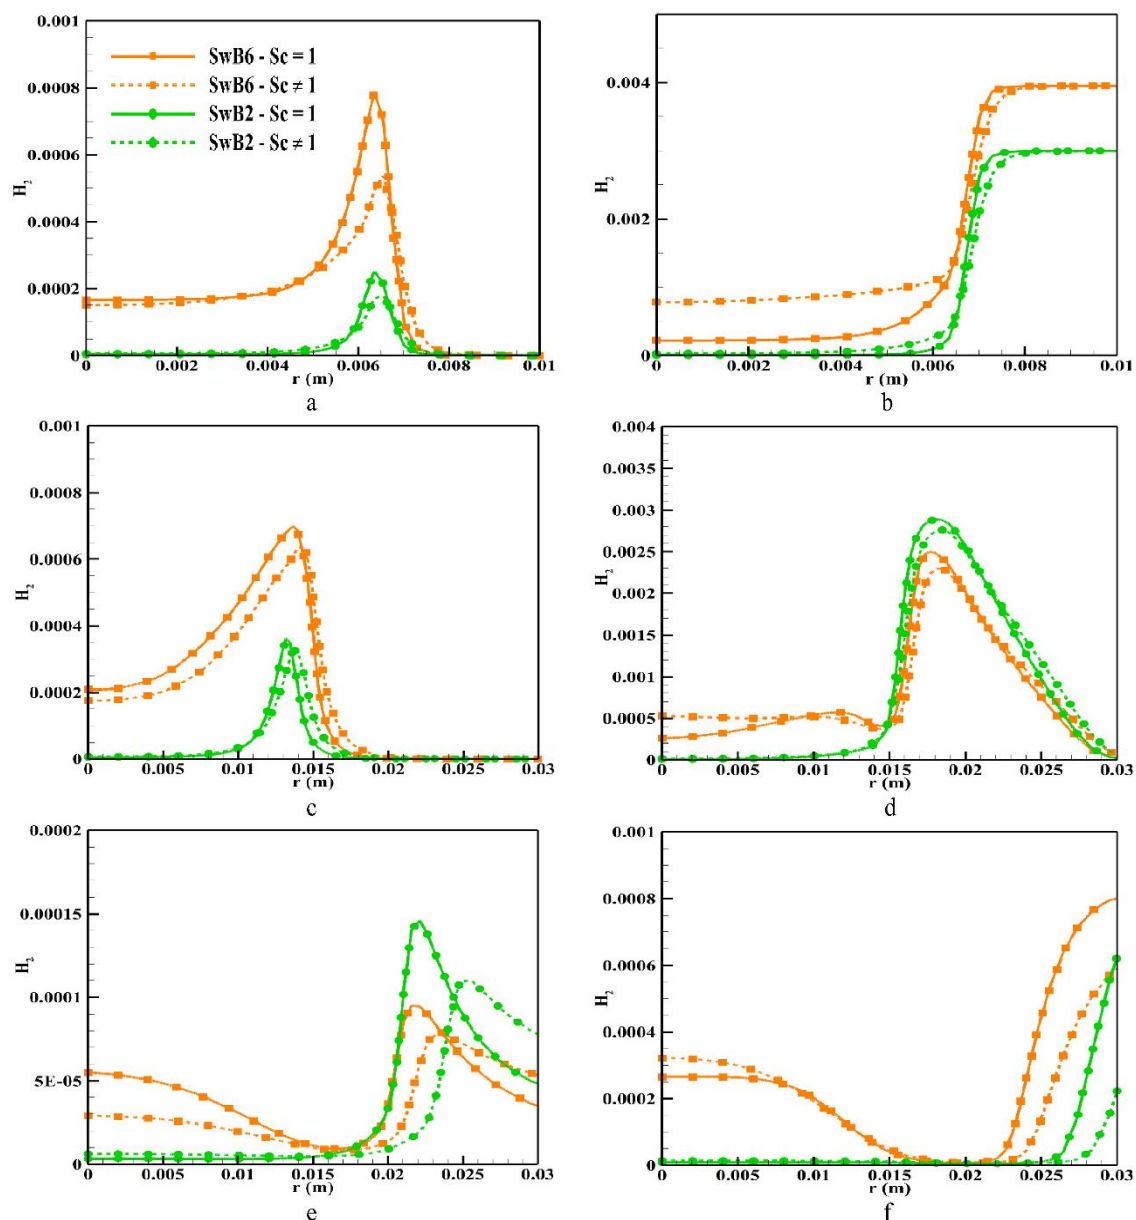 0.001
0.0008
0.0006
0.0004
0.0002
0
H2
SwB6 - Sc = 1
SwB6 - Sc ≠ 1
SwB2 - Sc = 1
SwB2 - Sc ≠ 1
0 0.002 0.004 0.006 0.008 0.01
r (m)
a
H2
0.004
0.002
0
0 0.002 0.004 0.006 0.008 0.01
r (m)
b
0.001
0.0008
0.0006
0.0004
0.0002
0
H2
0 0.005 0.01 0.015 0.02 0.025 0.03
r (m)
c
0.004
0.0035
0.003
0.0025
0.002
0.0015
0.001
0.0005
0
H2
0 0.005 0.01 0.015 0.02 0.025 0.03
r (m)
d
0.0002
0.00015
0.0001
5E-05
0
H2
0 0.005 0.01 0.015 0.02 0.025 0.03
r (m)
e
0.001
0.0008
0.0006
0.0004
0.0002
0
H2
0 0.005 0.01 0.015 0.02 0.025 0.03
r (m)
f